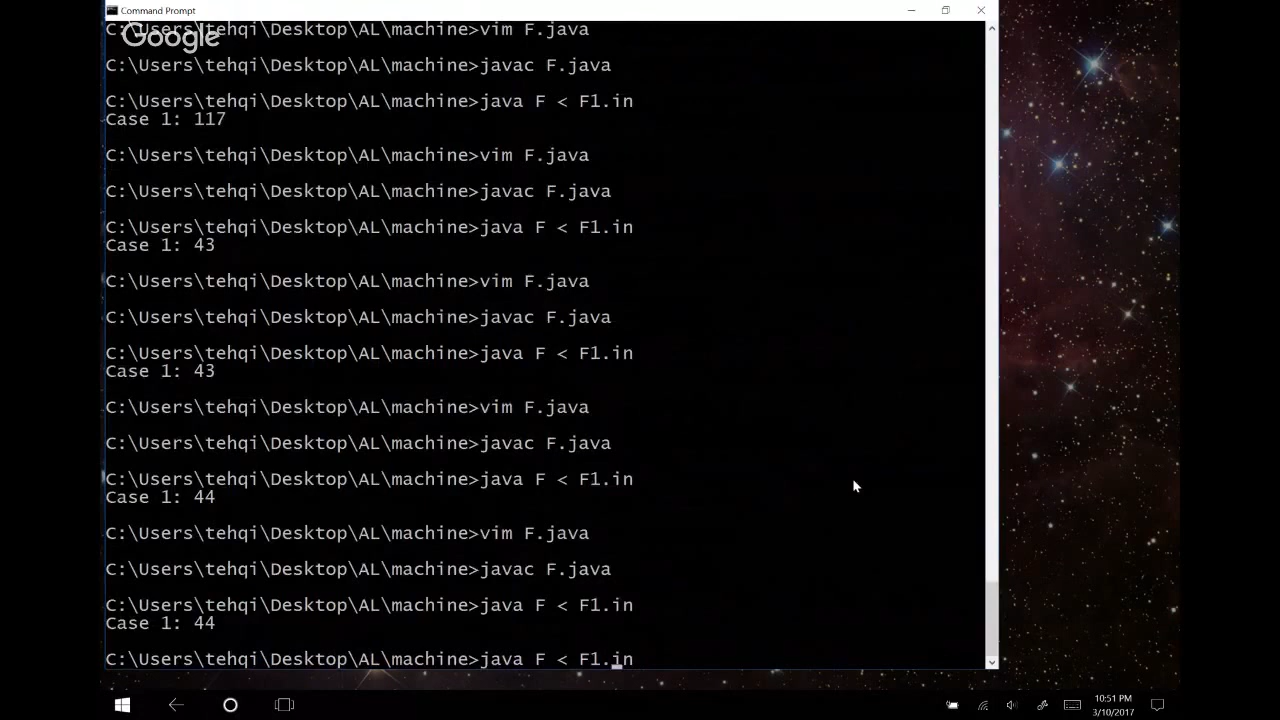 Command Prompt
Google
C:\Users\tehqi\Desktop\AL\machine>vim F.java
C:\Users\tehqi\Desktop\AL\machine>javac F.java
C:\Users\tehqi\Desktop\AL\machine>java F < F1.in
Case 1: 117
C:\Users\tehqi\Desktop\AL\machine>vim F.java
C:\Users\tehqi\Desktop\AL\machine>javac F.java
C:\Users\tehqi\Desktop\AL\machine>java F < F1.in
Case 1: 43
C:\Users\tehqi\Desktop\AL\machine>vim F.java
C:\Users\tehqi\Desktop\AL\machine>javac F.java
C:\Users\tehqi\Desktop\AL\machine>java F < F1.in
Case 1: 43
C:\Users\tehqi\Desktop\AL\machine>vim F.java
C:\Users\tehqi\Desktop\AL\machine>javac F.java
C:\Users\tehqi\Desktop\AL\machine>java F < F1.in
Case 1: 44
C:\Users\tehqi\Desktop\AL\machine>vim F.java
C:\Users\tehqi\Desktop\AL\machine>javac F.java
C:\Users\tehqi\Desktop\AL\machine>java F < F1.in
Case 1: 44
C:\Users\tehqi\Desktop\AL\machine>java F < F1.in
10:51 PM
3/10/2017